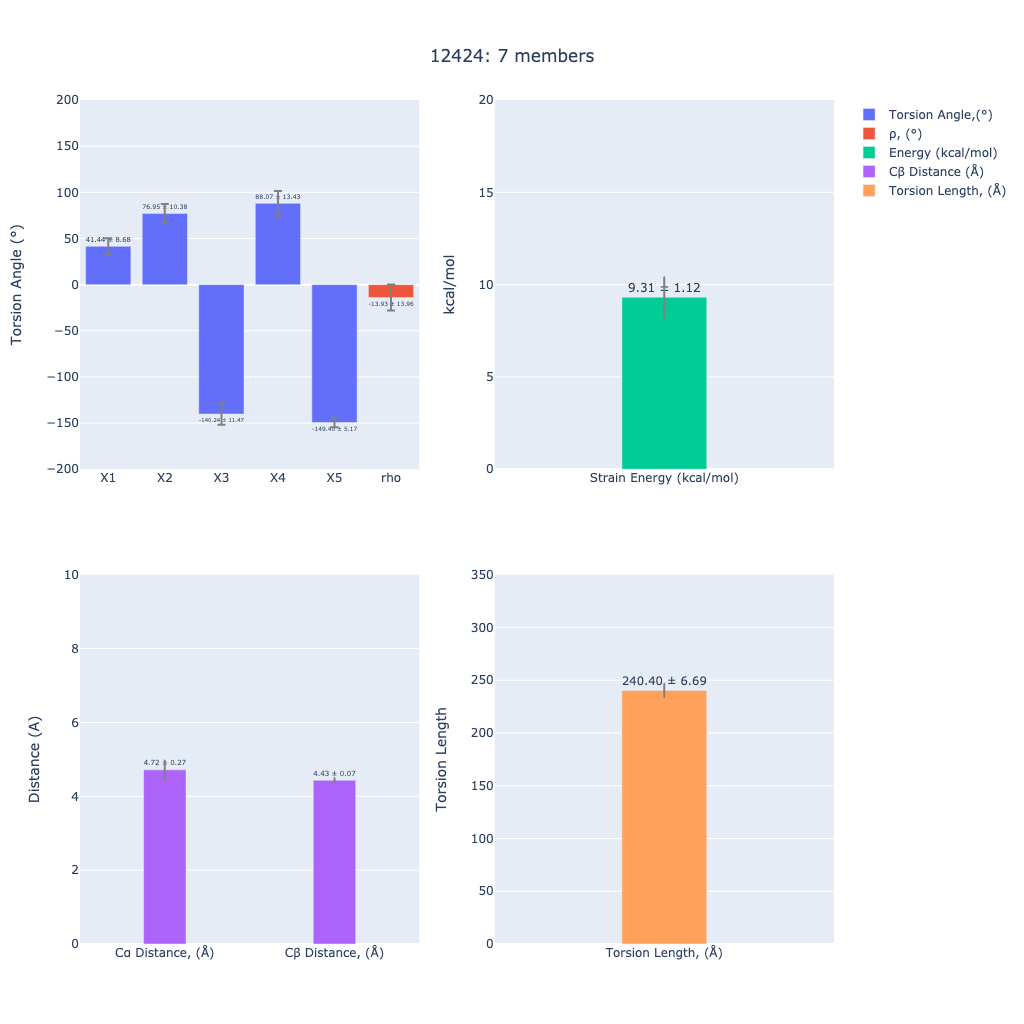 12424: 7 members
Torsion Angle (°)
200
150
100
50
0
−50
−100
−150
−200
41.44 ± 8.68
76.95 ± 10.38
-140.24 ± 11.47
88.07 ± 13.43
-149.40 ± 5.17
-13.93 ± 13.96
X1 X2 X3 X4 X5 rho
kcal/mol
20
15
10
5
0
9.31 ± 1.12
Strain Energy (kcal/mol)
Torsion Angle,(°)
ρ, (°)
Energy (kcal/mol)
Cβ Distance (Å)
Torsion Length, (Å)
Distance (A)
10
8
6
4
2
0
4.72 ± 0.27
4.43 ± 0.07
Cα Distance, (Å) Cβ Distance, (Å)
Torsion Length
350
300
250
200
150
100
50
0
240.40 ± 6.69
Torsion Length, (Å)